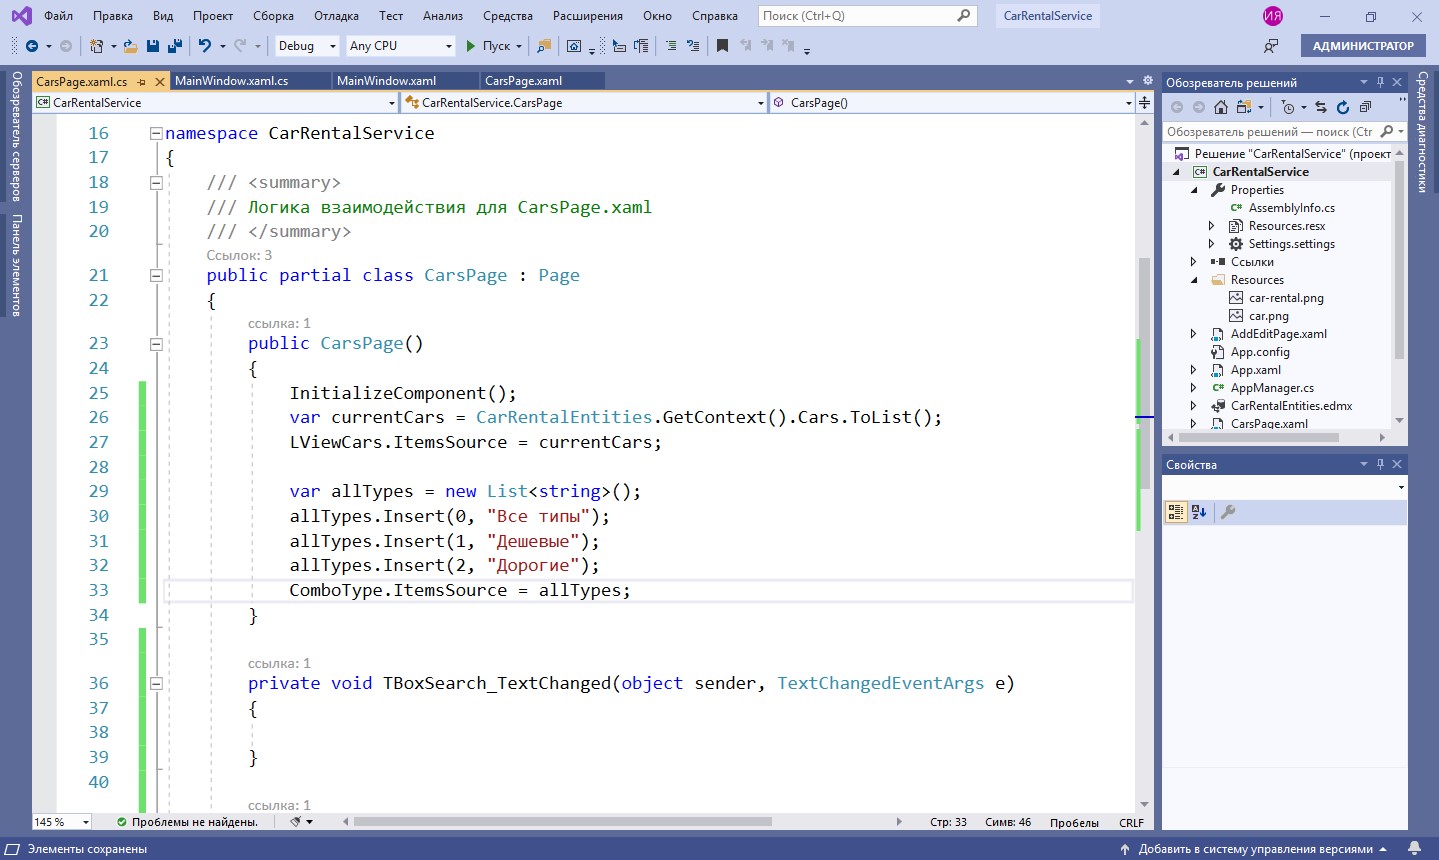 Файл Правка Вид Проект Сборка Отладка Тест Анализ Средства Расширения Окно Справка Поиск (Ctrl+Q) CarRentalService ИЯ
Debug Any CPU Пуск АДМИНИСТРАТОР
Обозреватель серверов
Панель элементов
CarsPage.xaml.cs MainWindow.xaml.cs MainWindow.xaml CarsPage.xaml
CarRentalService CarRentalService.CarsPage CarsPage()
16 namespace CarRentalService
17 {
18 /// <summary>
19 /// Логика взаимодействия для CarsPage.xaml
20 /// </summary>
Ссылок: 3
21 public partial class CarsPage : Page
22 {
ссылка: 1
23 public CarsPage()
24 {
25 InitializeComponent();
26 var currentCars = CarRentalEntities.GetContext().Cars.ToList();
27 LViewCars.ItemsSource = currentCars;
28
29 var allTypes = new List<string>();
30 allTypes.Insert(0, "Все типы");
31 allTypes.Insert(1, "Дешевые");
32 allTypes.Insert(2, "Дорогие");
33 ComboType.ItemsSource = allTypes;
34 }
35
ссылка: 1
36 private void TBoxSearch_TextChanged(object sender, TextChangedEventArgs e)
37 {
38
39 }
40
ссылка: 1
145 % Проблемы не найдены. Стр: 33 Симв: 46 Пробелы CRLF
Обозреватель решений
Обозреватель решений — поиск (Ctr
Решение "CarRentalService" (проект
CarRentalService
Properties
AssemblyInfo.cs
Resources.resx
Settings.settings
Ссылки
Resources
car-rental.png
car.png
AddEditPage.xaml
App.config
App.xaml
AppManager.cs
CarRentalEntities.edmx
CarsPage.xaml
Свойства
Средства диагностики
Элементы сохранены Добавить в систему управления версиями